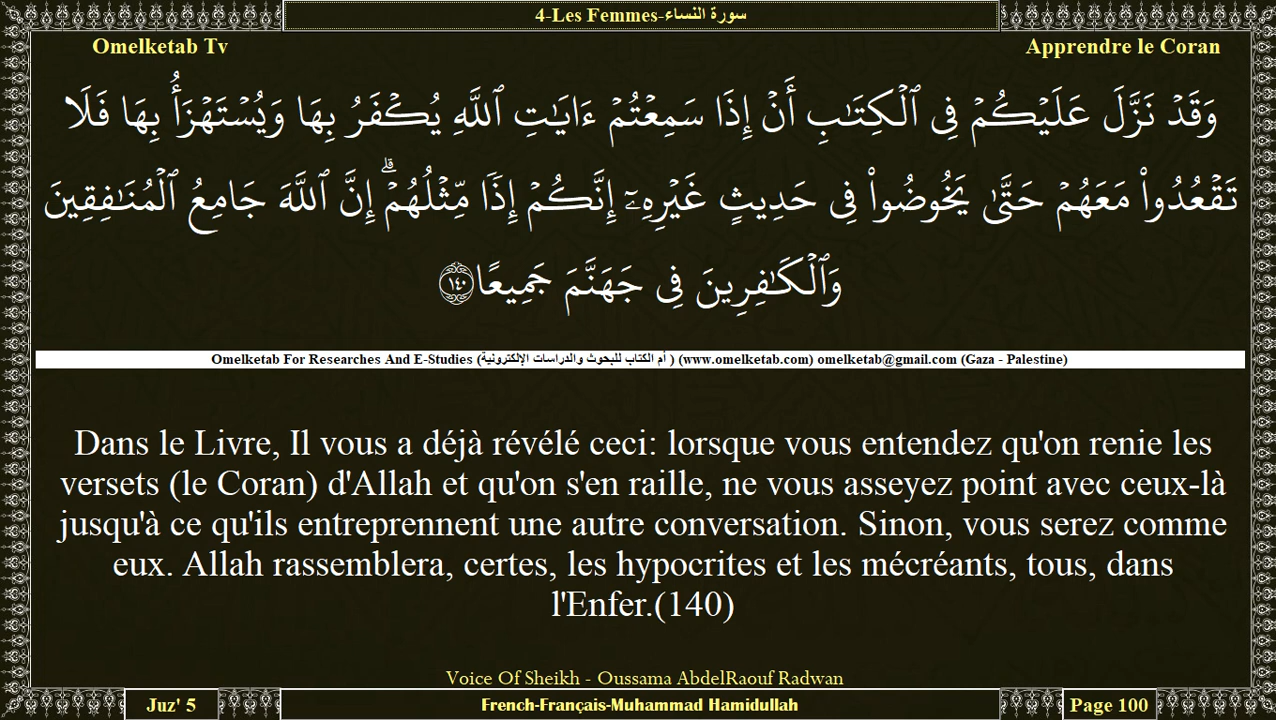 4-Les Femmes-سورة النساء
Omelketab Tv
Apprendre le Coran
وَقَدۡ نَزَّلَ عَلَيۡكُمۡ فِى ٱلۡكِتَـٰبِ أَنۡ إِذَا سَمِعۡتُمۡ ءَايَـٰتِ ٱللَّهِ يُكۡفَرُ بِهَا وَيُسۡتَہۡزَأُ بِهَا فَلَا
تَقۡعُدُواْ مَعَهُمۡ حَتَّىٰ يَخُوضُواْ فِى حَدِيثٍ غَيۡرِهِۦۤ إِنَّكُمۡ إِذً۬ا مِّثۡلُهُمۡ‌ۗ إِنَّ ٱللَّهَ جَامِعُ ٱلۡمُنَـٰفِقِينَ
وَٱلۡكَـٰفِرِينَ فِى جَهَنَّمَ جَمِيعًا ١٤٠
Omelketab For Researches And E-Studies (أم الكتاب للبحوث والدراسات الإلكترونية ) (www.omelketab.com) omelketab@gmail.com (Gaza - Palestine)
Dans le Livre, Il vous a déjà révélé ceci: lorsque vous entendez qu'on renie les
versets (le Coran) d'Allah et qu'on s'en raille, ne vous asseyez point avec ceux-là
jusqu'à ce qu'ils entreprennent une autre conversation. Sinon, vous serez comme
eux. Allah rassemblera, certes, les hypocrites et les mécréants, tous, dans
l'Enfer.(140)
Voice Of Sheikh - Oussama AbdelRaouf Radwan
Juz' 5
French-Français-Muhammad Hamidullah
Page 100